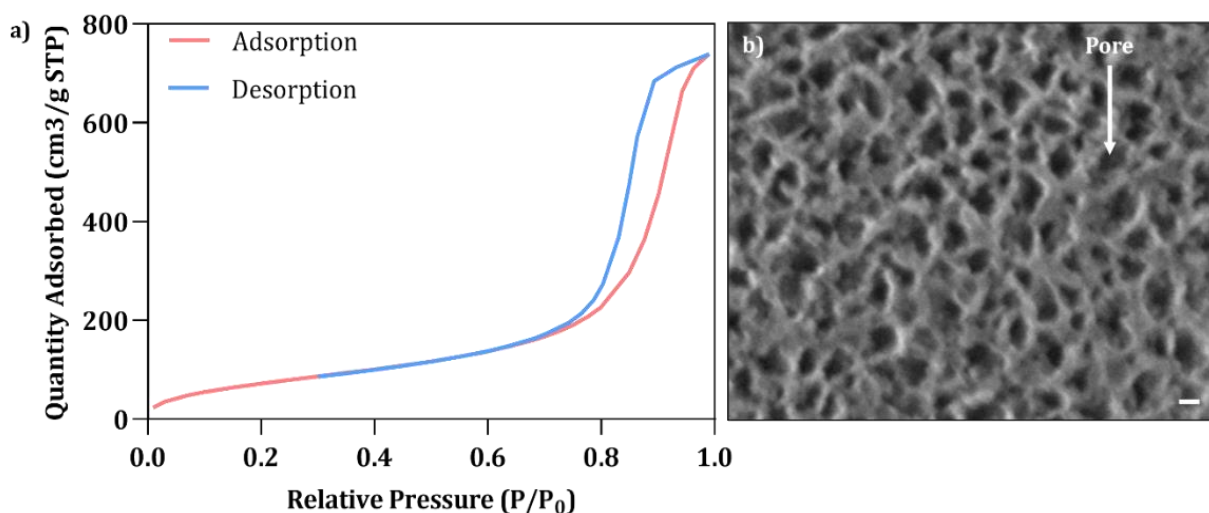 a)
800
600
400
200
0
Quantity Adsorbed (cm3/g STP)
Adsorption
Desorption
0.0 0.2 0.4 0.6 0.8 1.0
Relative Pressure (P/P₀)
b)
Pore